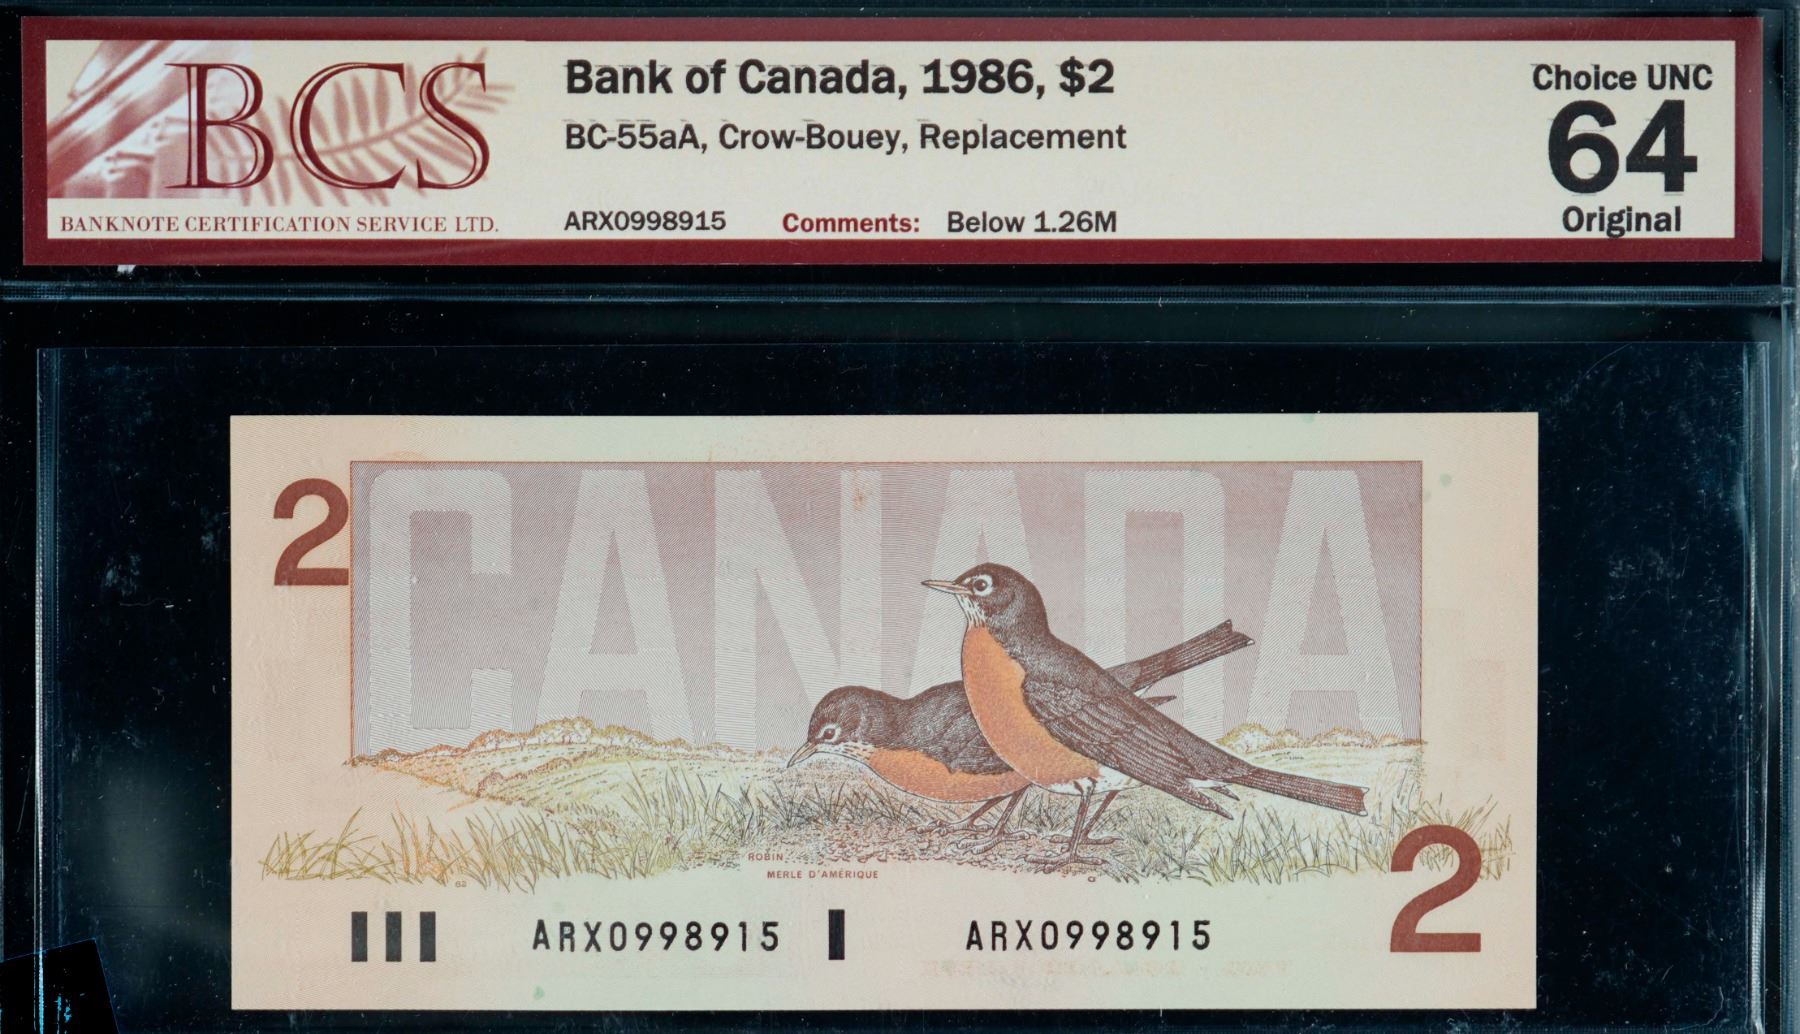 BCS
BANKNOTE CERTIFICATION SERVICE LTD.
Bank of Canada, 1986, $2
BC-55aA, Crow-Bouey, Replacement
ARX0998915 Comments: Below 1.26M
Choice UNC
64
Original
2
CANADA
ROBIN
MERLE D'AMÉRIQUE
ARX0998915 ARX0998915
2